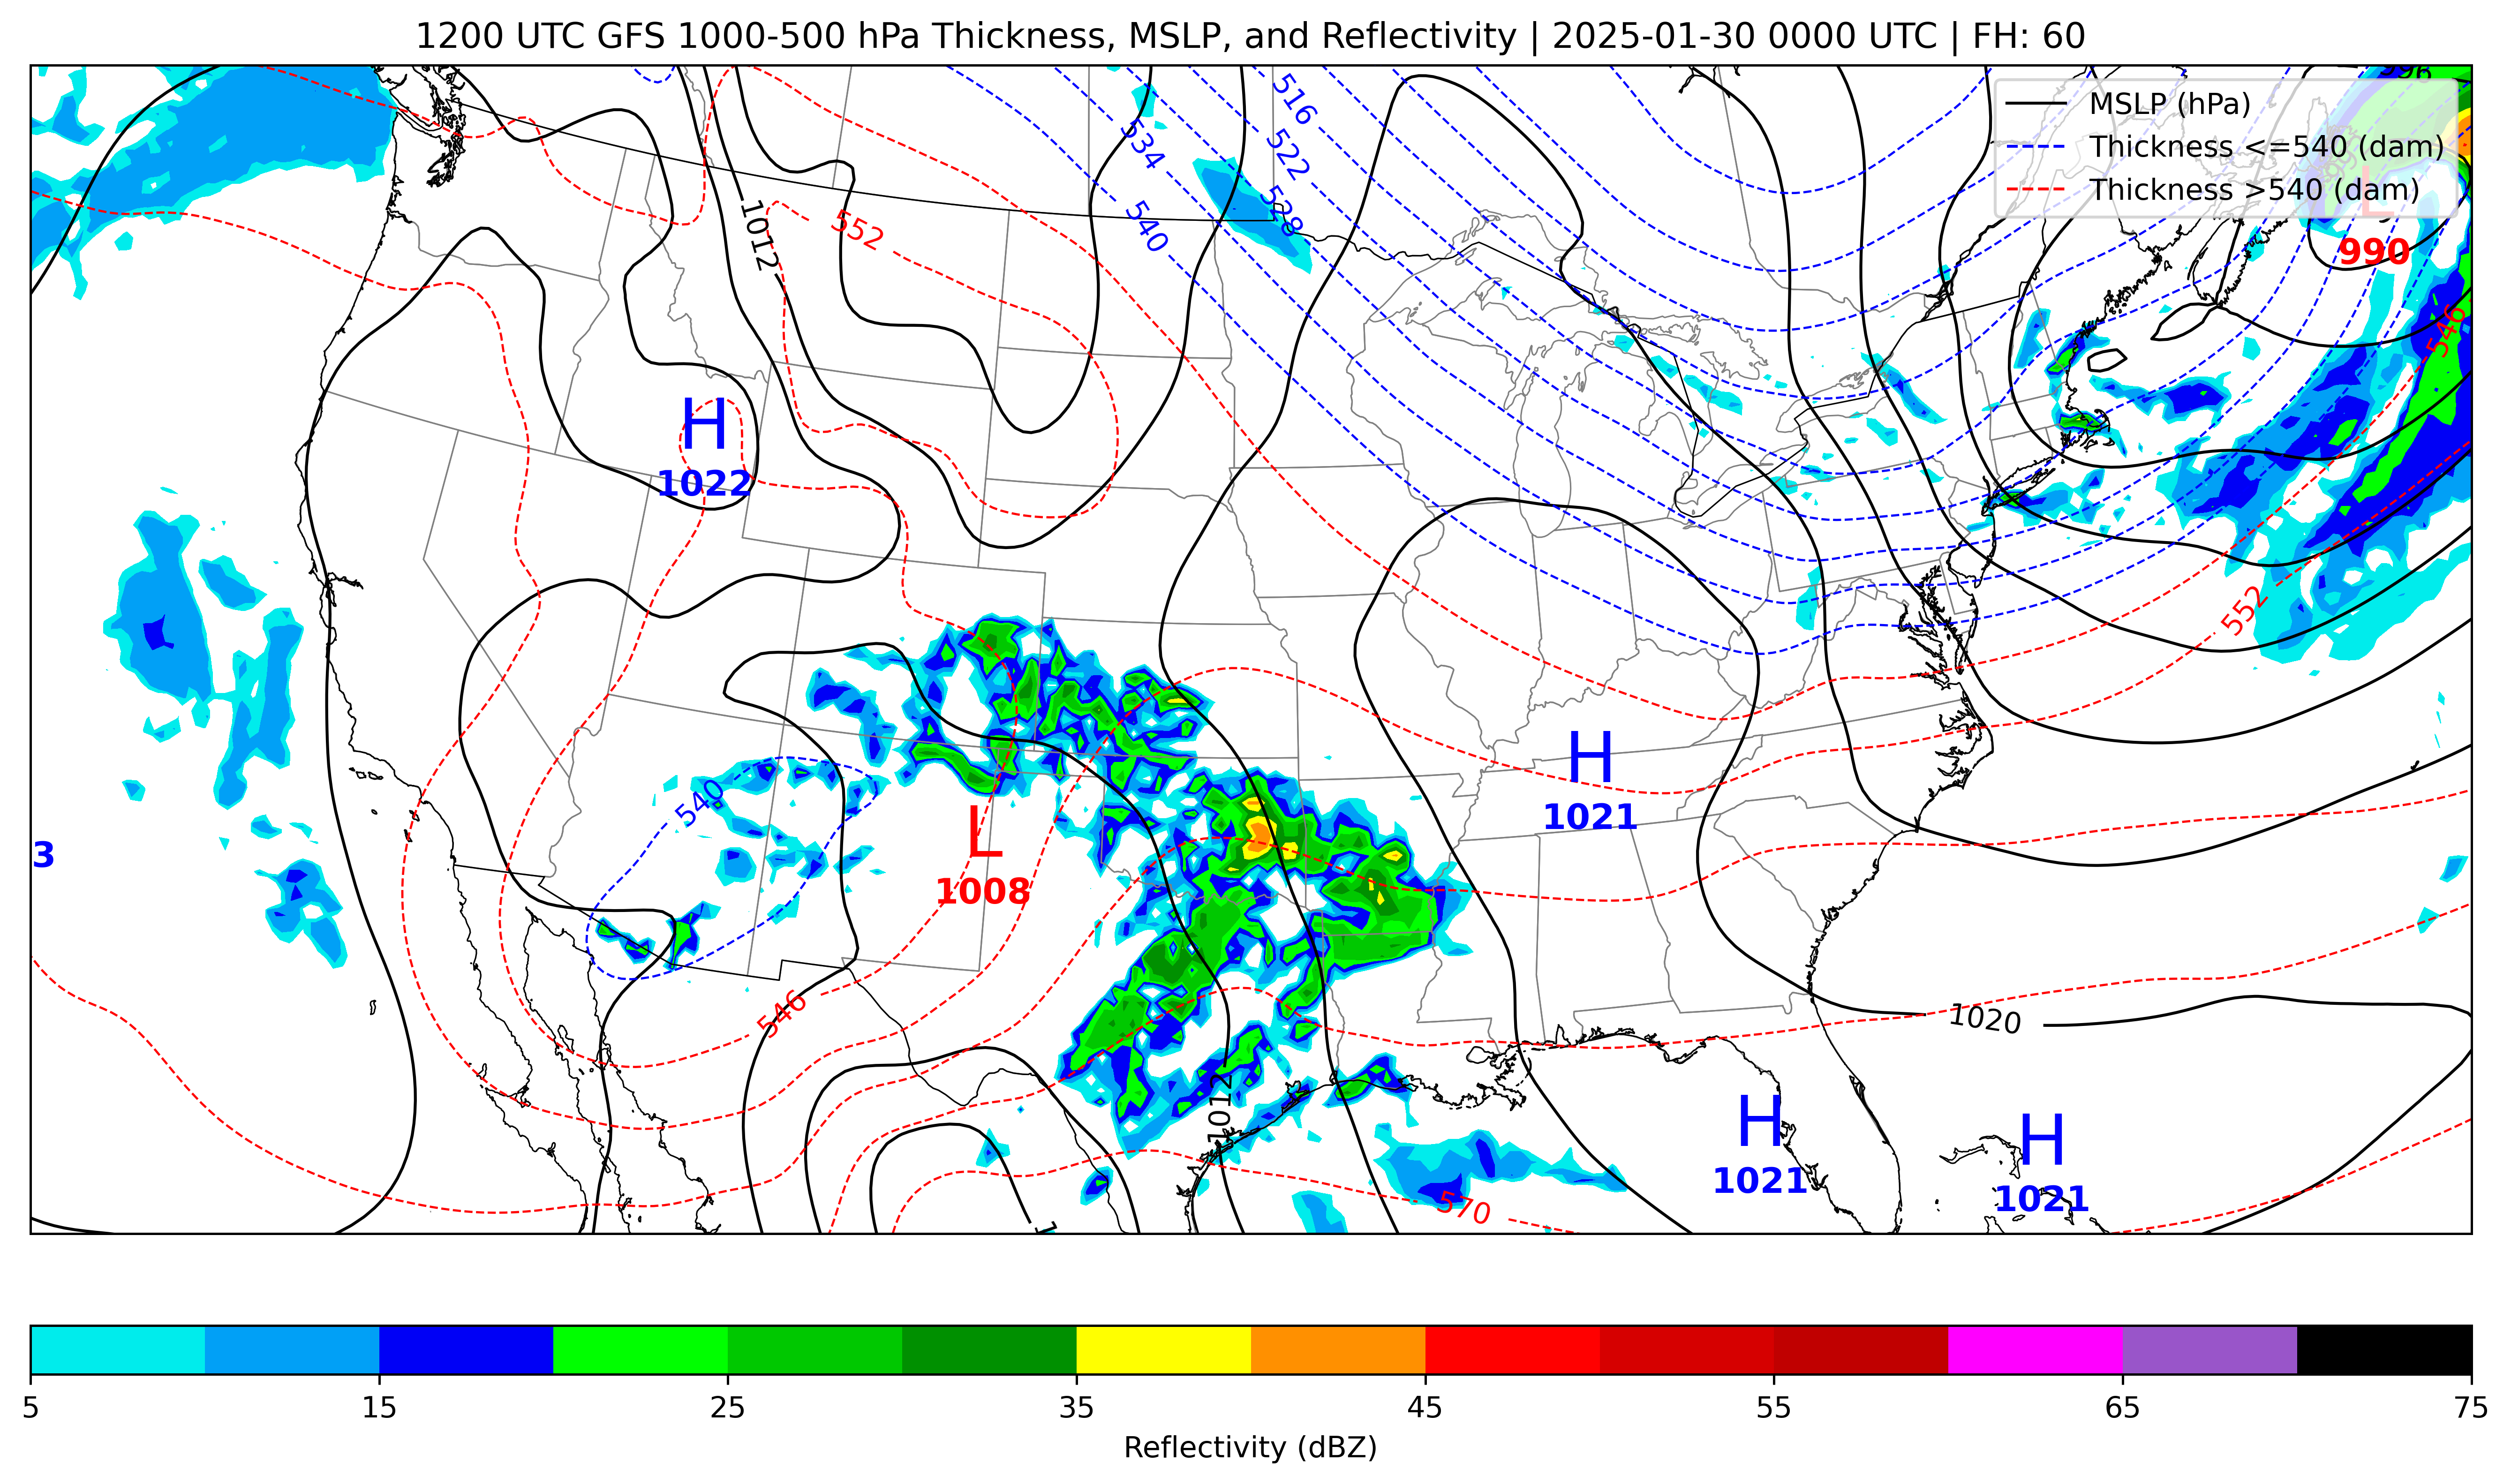 1200 UTC GFS 1000-500 hPa Thickness, MSLP, and Reflectivity | 2025-01-30 0000 UTC | FH: 60
996
MSLP (hPa)
Thickness <=540 (dam)
Thickness >540 (dam)
516
534
522
528
540
552
1012
L
990
546
H
1022
552
540
H
1021
L
1008
3
546
1020
1012
H
1021
H
1021
570
1
5
15
25
35
45
55
65
75
Reflectivity (dBZ)